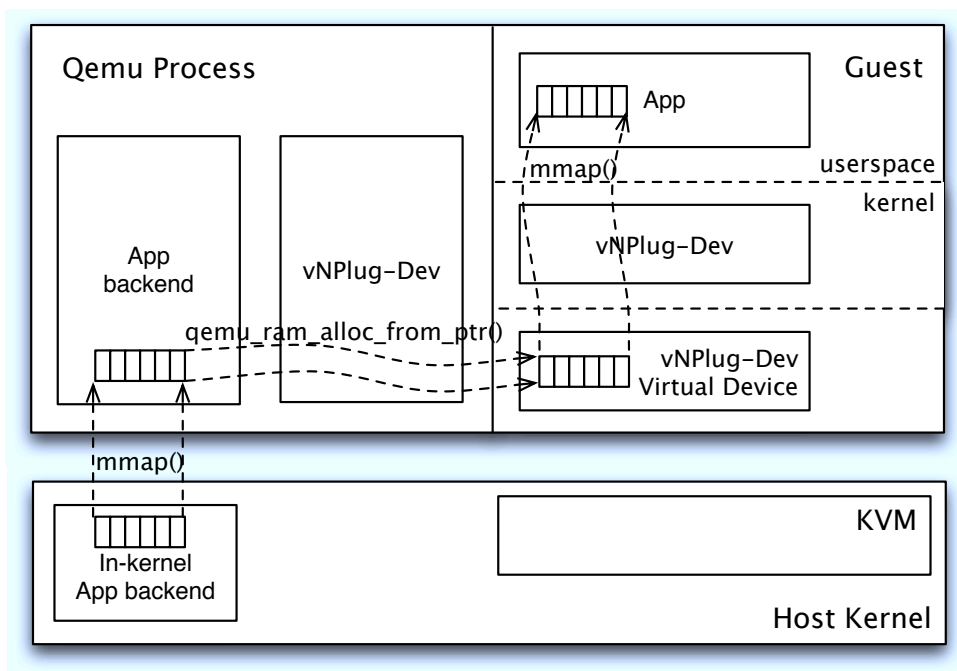 Qemu Process
Guest
App
mmap()
userspace
kernel
App
backend
vNPlug-Dev
vNPlug-Dev
qemu_ram_alloc_from_ptr()
vNPlug-Dev
Virtual Device
mmap()
In-kernel
App backend
KVM
Host Kernel